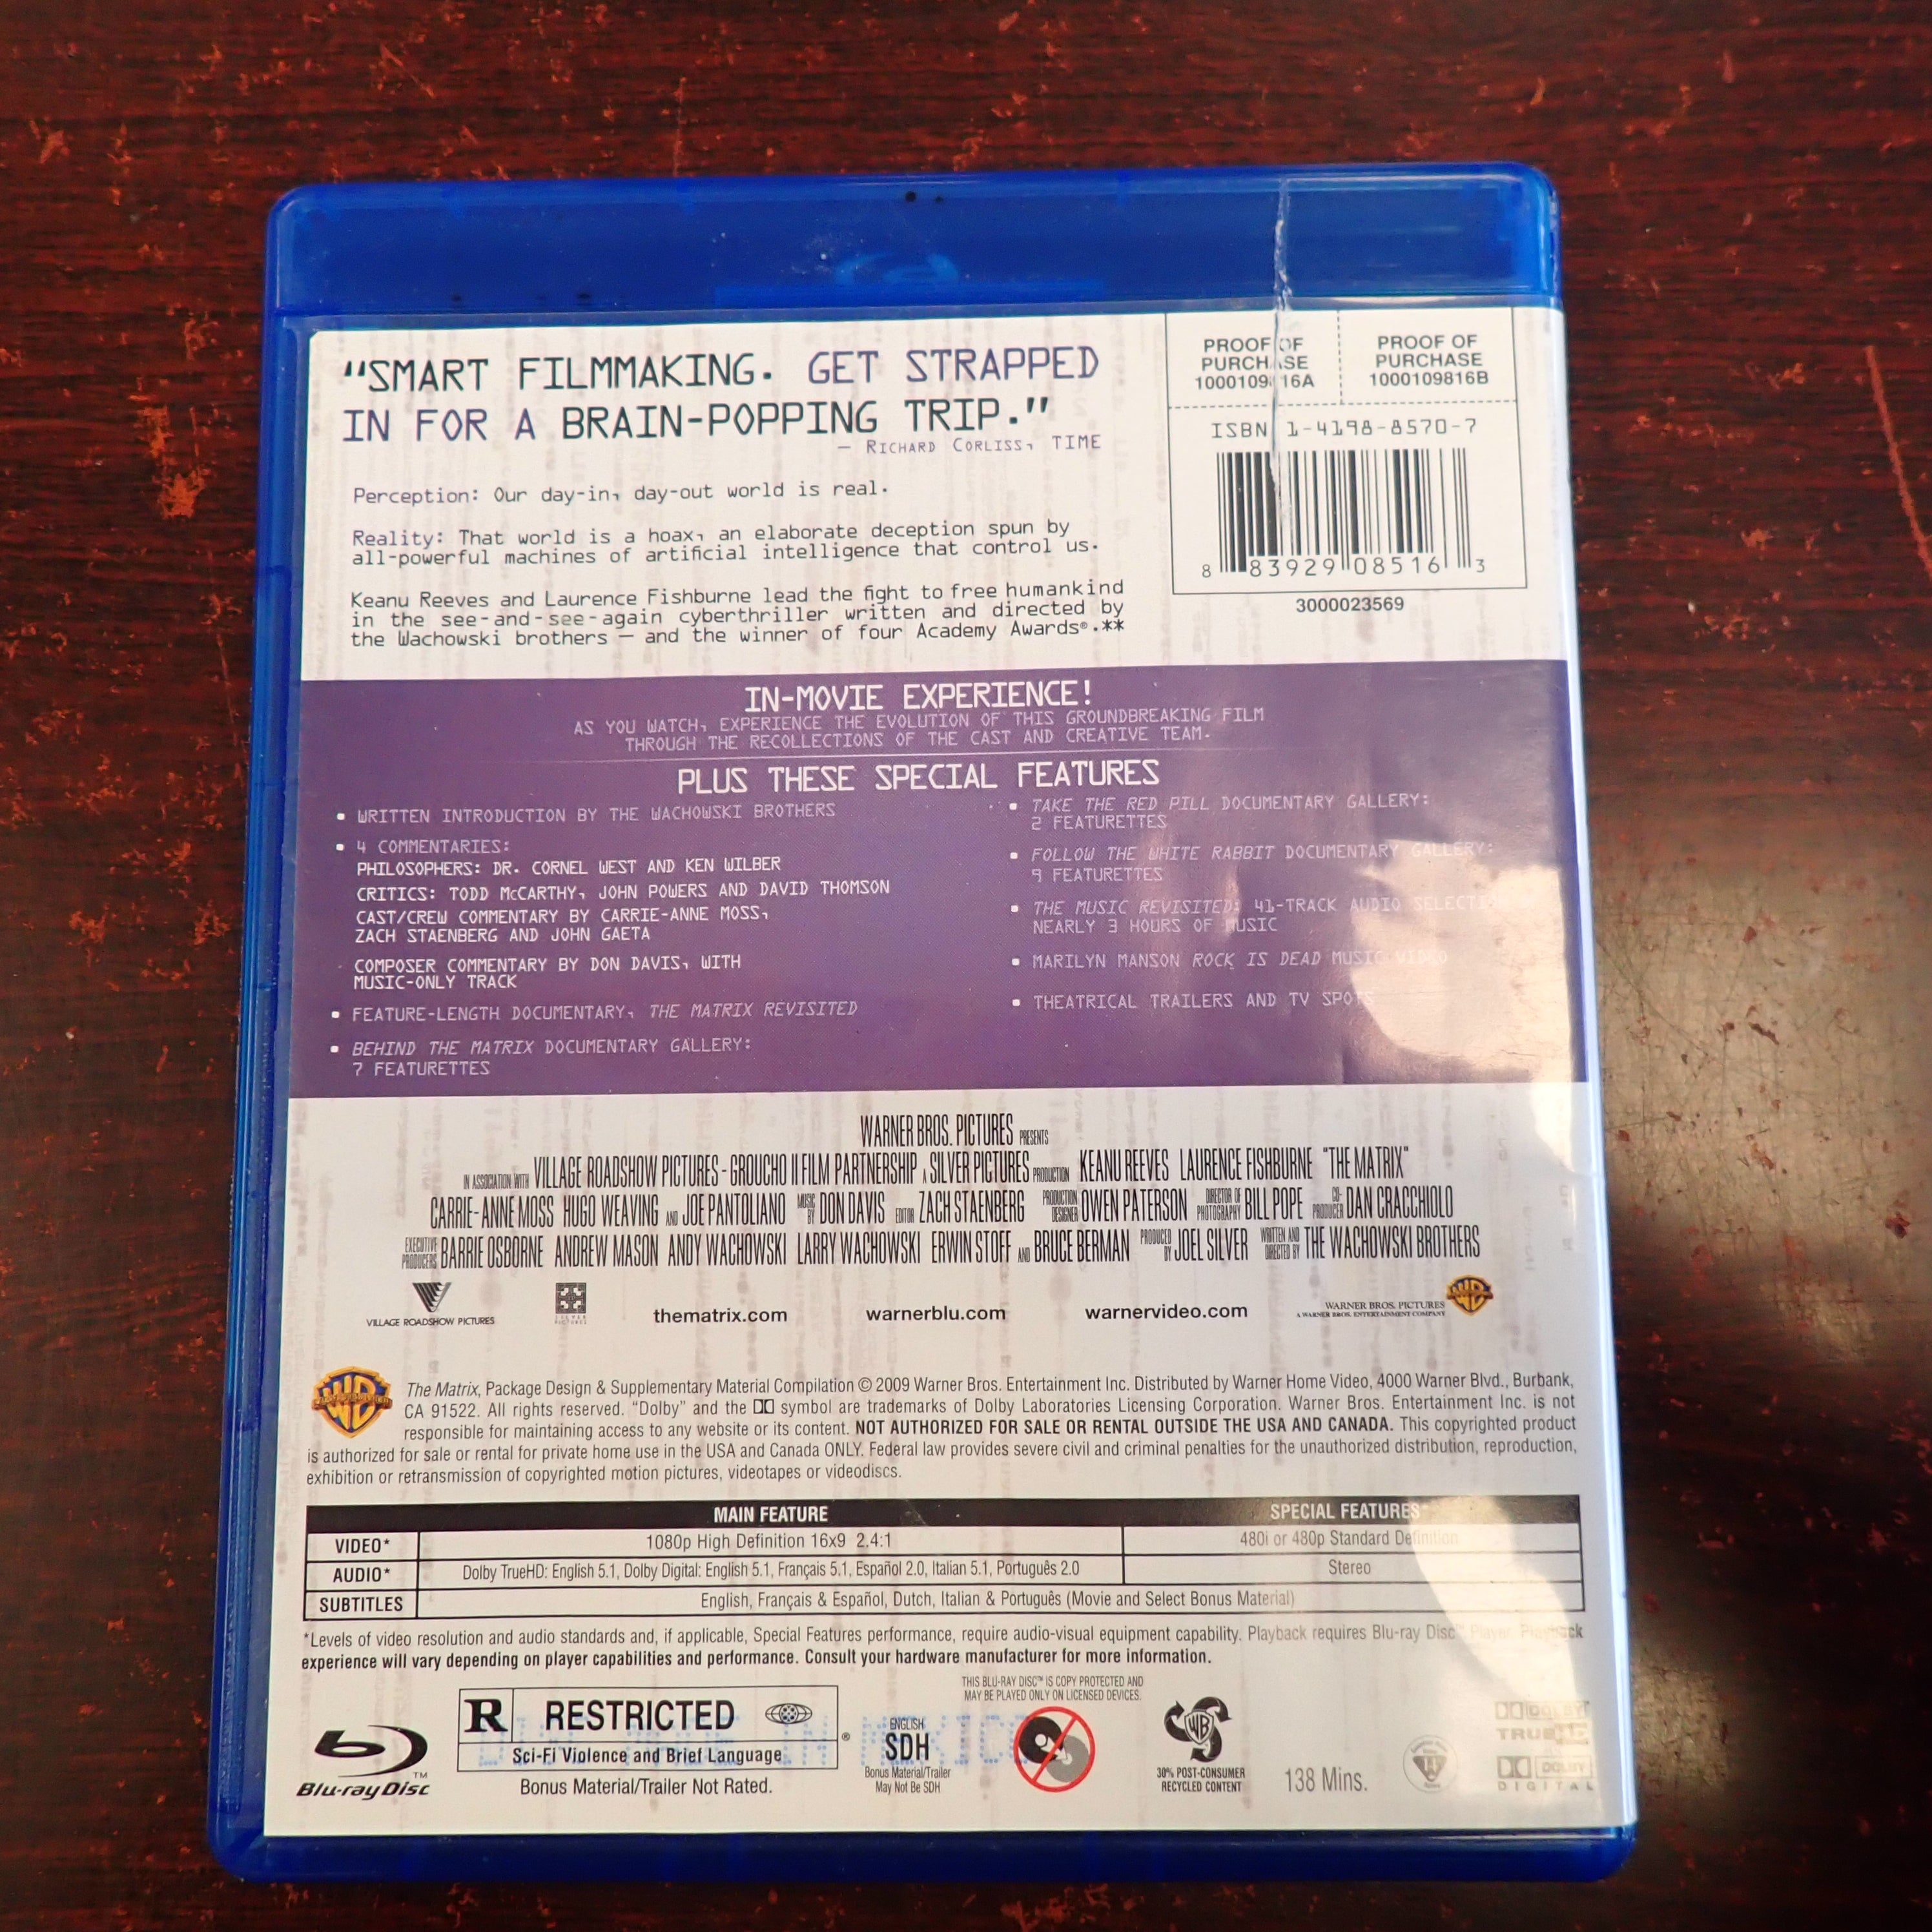 "SMART FILMMAKING. GET STRAPPED
IN FOR A BRAIN-POPPING TRIP."
— RICHARD CORLISS, TIME
Perception: Our day-in, day-out world is real.
Reality: That world is a hoax, an elaborate deception spun by
all-powerful machines of artificial intelligence that control us.
Keanu Reeves and Laurence Fishburne lead the fight to free humankind
in the see-and-see-again cyberthriller written and directed by
the Wachowski brothers — and the winner of four Academy Awards®.**
PROOF OF
PURCHASE
1000109816A
PROOF OF
PURCHASE
1000109816B
ISBN 1-4198-8570-7
8 83929 08516 3
3000023569
IN-MOVIE EXPERIENCE!
AS YOU WATCH, EXPERIENCE THE EVOLUTION OF THIS GROUNDBREAKING FILM
THROUGH THE RECOLLECTIONS OF THE CAST AND CREATIVE TEAM.
PLUS THESE SPECIAL FEATURES
• WRITTEN INTRODUCTION BY THE WACHOWSKI BROTHERS
• 4 COMMENTARIES:
PHILOSOPHERS: DR. CORNEL WEST AND KEN WILBER
CRITICS: TODD McCARTHY, JOHN POWERS AND DAVID THOMSON
CAST/CREW COMMENTARY BY CARRIE-ANNE MOSS,
ZACH STAENBERG AND JOHN GAETA
COMPOSER COMMENTARY BY DON DAVIS, WITH
MUSIC-ONLY TRACK
• FEATURE-LENGTH DOCUMENTARY, THE MATRIX REVISITED
• BEHIND THE MATRIX DOCUMENTARY GALLERY:
7 FEATURETTES
• TAKE THE RED PILL DOCUMENTARY GALLERY:
2 FEATURETTES
• FOLLOW THE WHITE RABBIT DOCUMENTARY GALLERY:
9 FEATURETTES
• THE MUSIC REVISITED: 41-TRACK AUDIO
NEARLY 3 HOURS OF MUSIC
• MARILYN MANSON ROCK IS DEAD MUSIC VIDEO
• THEATRICAL TRAILERS AND TV SPOTS
WARNER BROS. PICTURES PRESENTS
IN ASSOCIATION WITH VILLAGE ROADSHOW PICTURES - GROUCHO II FILM PARTNERSHIP A SILVER PICTURES PRODUCTION KEANU REEVES LAURENCE FISHBURNE "THE MATRIX"
CARRIE-ANNE MOSS HUGO WEAVING AND JOE PANTOLIANO MUSIC BY DON DAVIS EDITOR ZACH STAENBERG PRODUCTION DESIGNER OWEN PATERSON DIRECTOR OF PHOTOGRAPHY BILL POPE CO-PRODUCER DAN CRACCHIOLO
EXECUTIVE PRODUCERS BARRIE OSBORNE ANDREW MASON ANDY WACHOWSKI LARRY WACHOWSKI ERWIN STOFF AND BRUCE BERMAN PRODUCED BY JOEL SILVER WRITTEN AND DIRECTED BY THE WACHOWSKI BROTHERS
VILLAGE ROADSHOW PICTURES
SILVER PICTURES
thematrix.com warnerblu.com warnervideo.com
WARNER BROS. PICTURES
A WARNER BROS. ENTERTAINMENT COMPANY
The Matrix, Package Design & Supplementary Material Compilation © 2009 Warner Bros. Entertainment Inc. Distributed by Warner Home Video, 4000 Warner Blvd., Burbank,
CA 91522. All rights reserved. "Dolby" and the DD symbol are trademarks of Dolby Laboratories Licensing Corporation. Warner Bros. Entertainment Inc. is not
responsible for maintaining access to any website or its content. NOT AUTHORIZED FOR SALE OR RENTAL OUTSIDE THE USA AND CANADA. This copyrighted product
is authorized for sale or rental for private home use in the USA and Canada ONLY. Federal law provides severe civil and criminal penalties for the unauthorized distribution, reproduction,
exhibition or retransmission of copyrighted motion pictures, videotapes or videodiscs.
MAIN FEATURE SPECIAL FEATURES*
VIDEO* 1080p High Definition 16x9 2.4:1 480i or 480p Standard Definition
AUDIO* Dolby TrueHD: English 5.1, Dolby Digital: English 5.1, Français 5.1, Español 2.0, Italian 5.1, Português 2.0 Stereo
SUBTITLES English, Français & Español, Dutch, Italian & Português (Movie and Select Bonus Material)
*Levels of video resolution and audio standards and, if applicable, Special Features performance, require audio-visual equipment capability. Playback requires Blu-ray Disc™ Player. Playback
experience will vary depending on player capabilities and performance. Consult your hardware manufacturer for more information.
Blu-ray Disc™
R RESTRICTED ®
Sci-Fi Violence and Brief Language
Bonus Material/Trailer Not Rated.
ENGLISH
SDH
Bonus Material/Trailer
May Not Be SDH
THIS BLU-RAY DISC™ IS COPY PROTECTED AND
MAY BE PLAYED ONLY ON LICENSED DEVICES.
30% POST-CONSUMER
RECYCLED CONTENT
138 Mins.
DOLBY
TRUEHD
DOLBY
DIGITAL